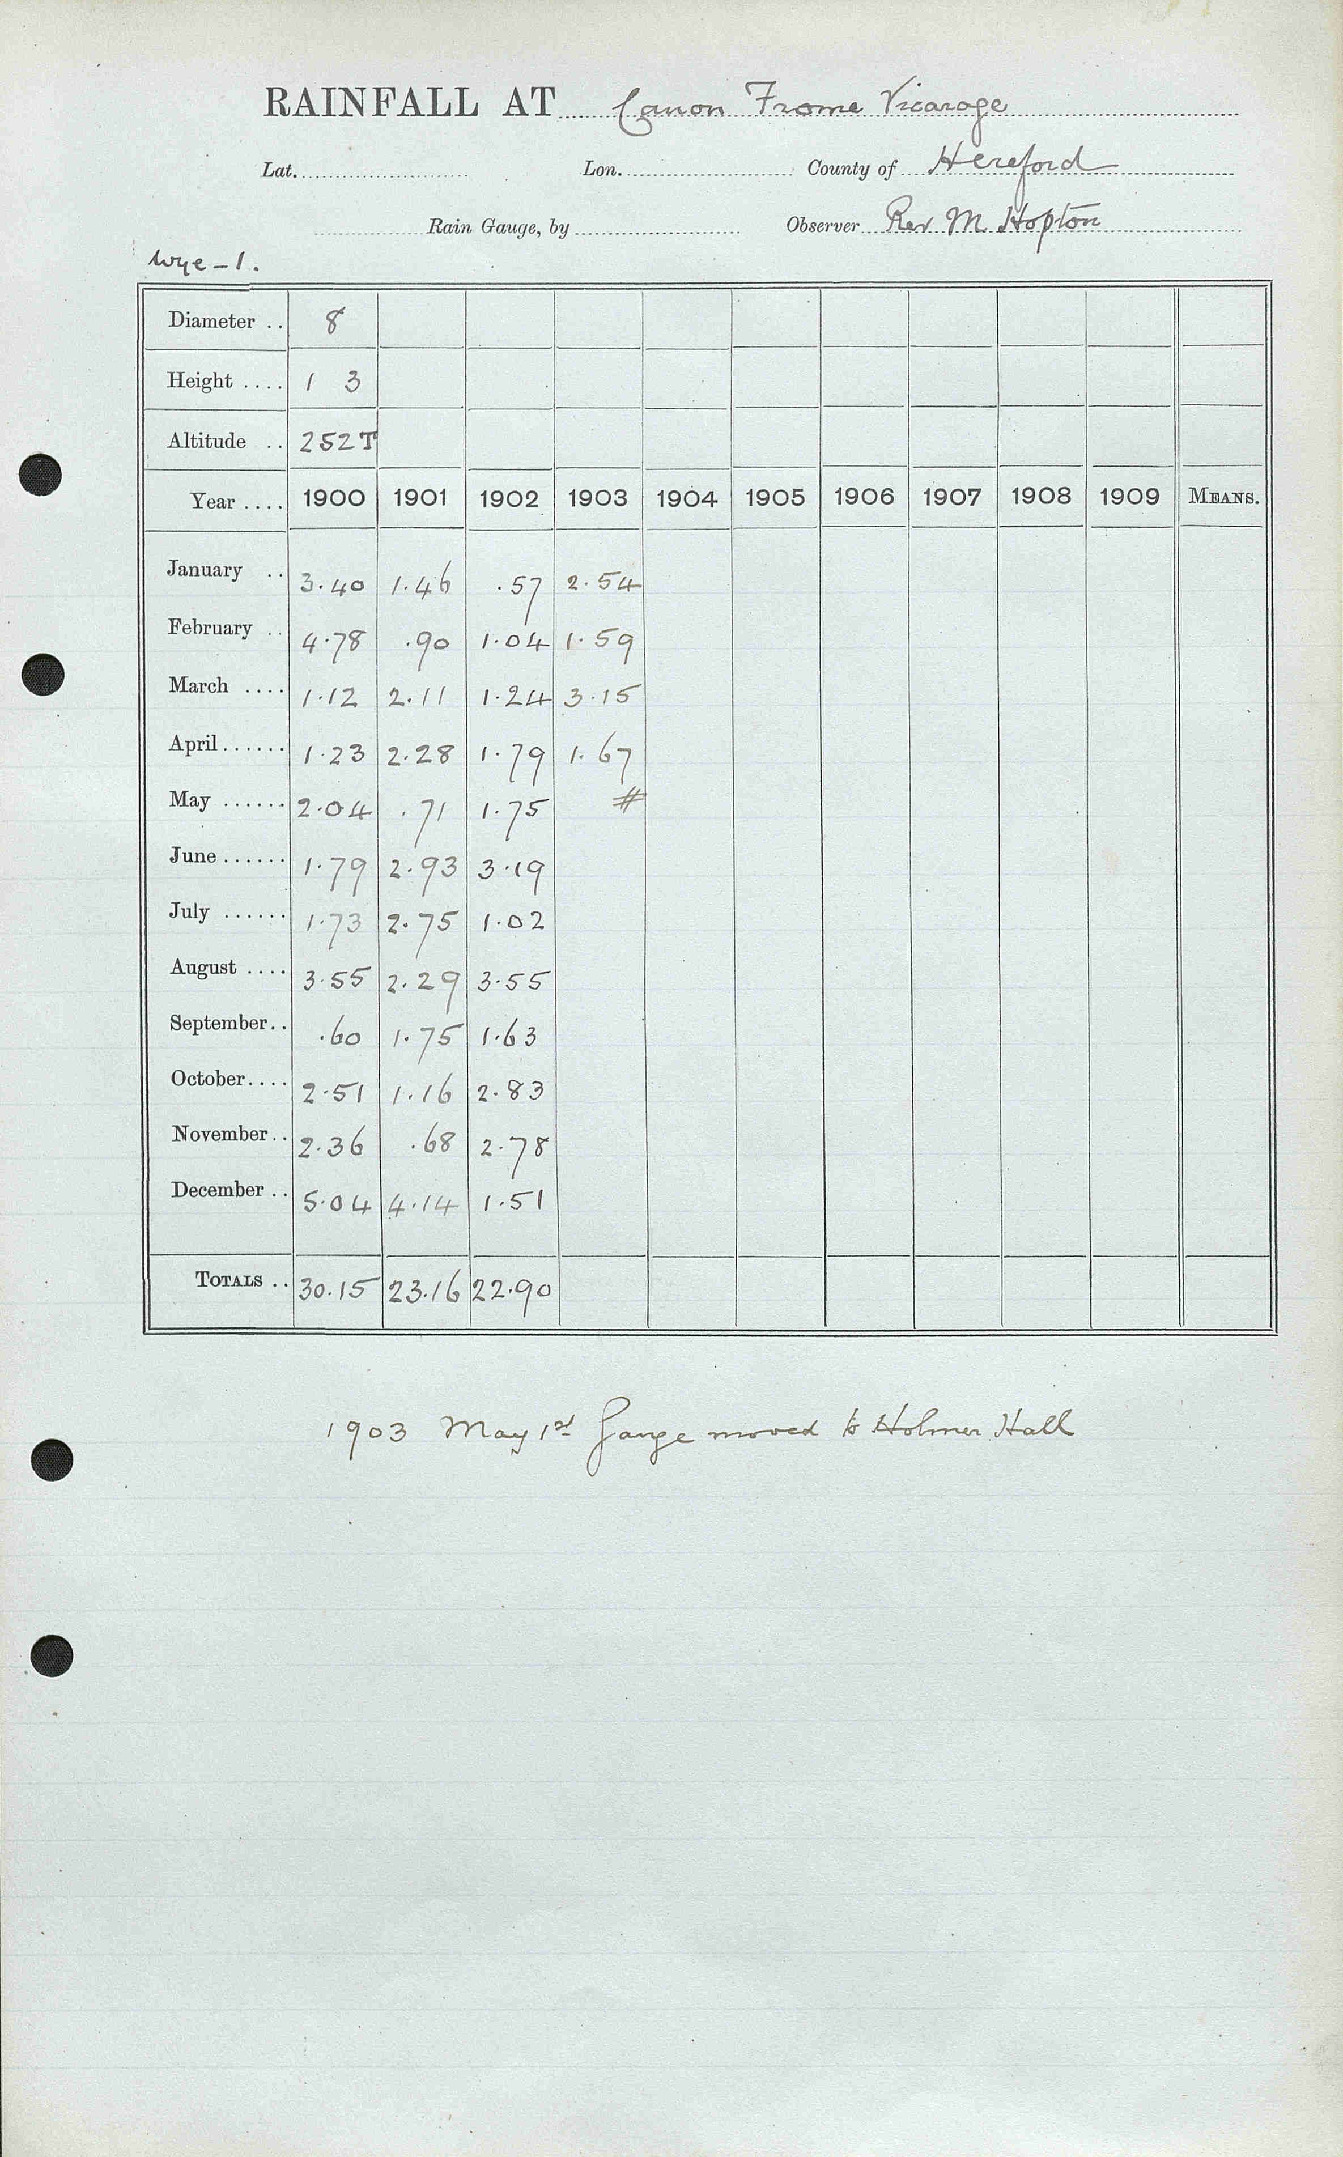 RAINFALL AT Canon Frome Vicarage
Lat. Lon. County of Hereford
Rain Gauge, by Observer Rev M. Hopton
Wye - 1.
Diameter .. 8
Height .... 1 3
Altitude .. 252T
Year .... 1900 1901 1902 1903 1904 1905 1906 1907 1908 1909 MEANS.
January .. 3.40 1.46 .57 2.54
February .. 4.78 .90 1.04 1.59
March .... 1.12 2.11 1.24 3.15
April ...... 1.23 2.28 1.79 1.67
May ...... 2.04 .71 1.75 #
June ...... 1.79 2.93 3.19
July ...... 1.73 2.75 1.02
August .... 3.55 2.29 3.55
September .. .60 1.75 1.63
October .... 2.51 1.16 2.83
November .. 2.36 .68 2.78
December .. 5.04 4.14 1.51
TOTALS .. 30.15 23.16 22.90
1903 May 1st Gauge moved to Holmer Hall